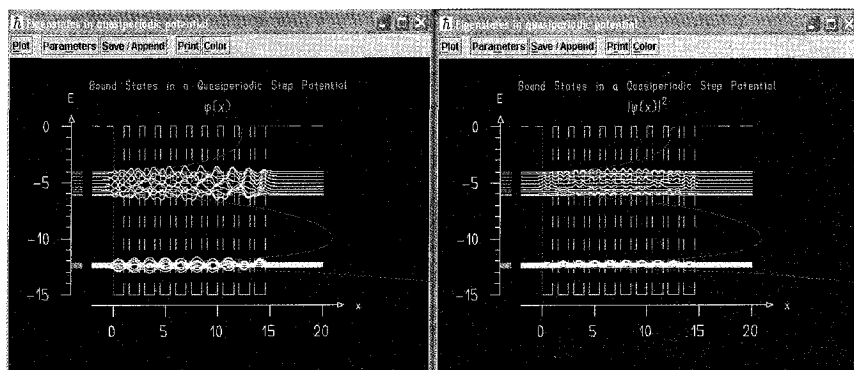 Eigenstates in quasiperiodic potential
Plot Parameters Save / Append Print Color
Bound States in a Quasiperiodic Step Potential
φ(x)
E
0
-5
-10
-15
0 5 10 15 20
x
Eigenstates in quasiperiodic potential
Plot Parameters Save / Append Print Color
Bound States in a Quasiperiodic Step Potential
|φ(x)|²
E
0
-5
-10
-15
0 5 10 15 20
x